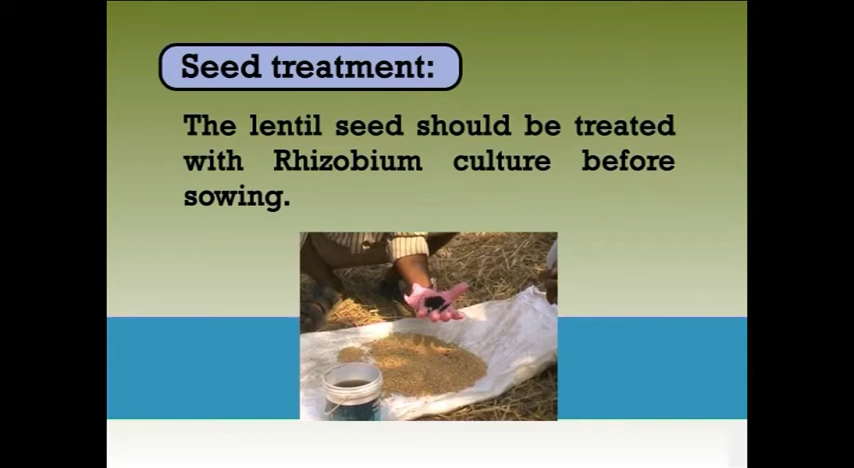 Seed treatment:
The lentil seed should be treated
with Rhizobium culture before
sowing.